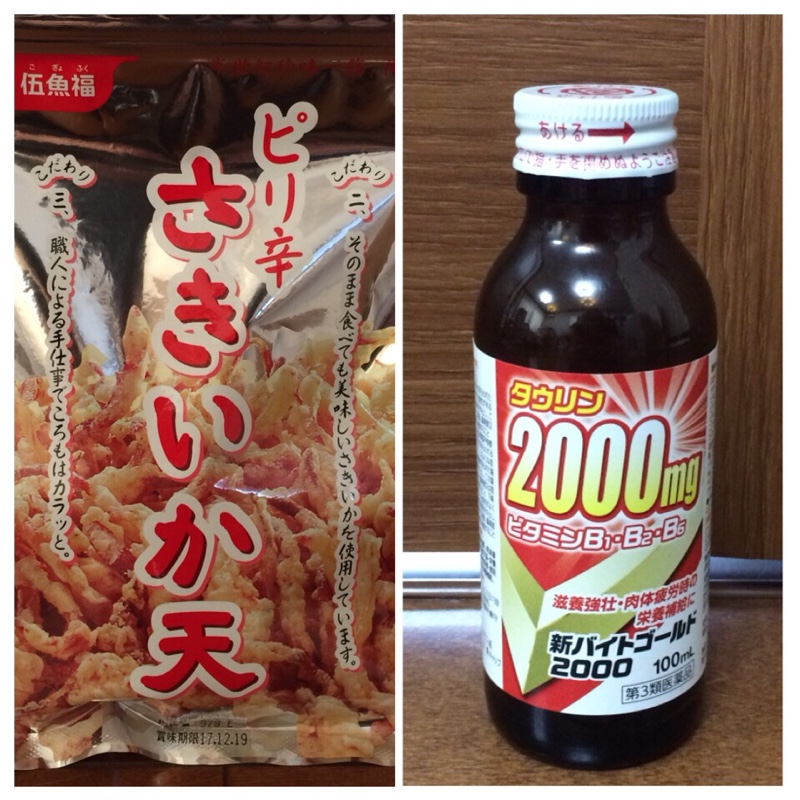 ごぎょふく
伍魚福
ピリ辛
さきいか天
こだわり
二、そのまま食べても美味しいさきいかを使用しています。
こだわり
三、職人による手仕事でころもはカラッと。
賞味期限17.12.19
あける→
タウリン
2000mg
ビタミンB1・B2・B6
滋養強壮・肉体疲労時の
栄養補給に
新バイトゴールド
2000
100mL
第3類医薬品